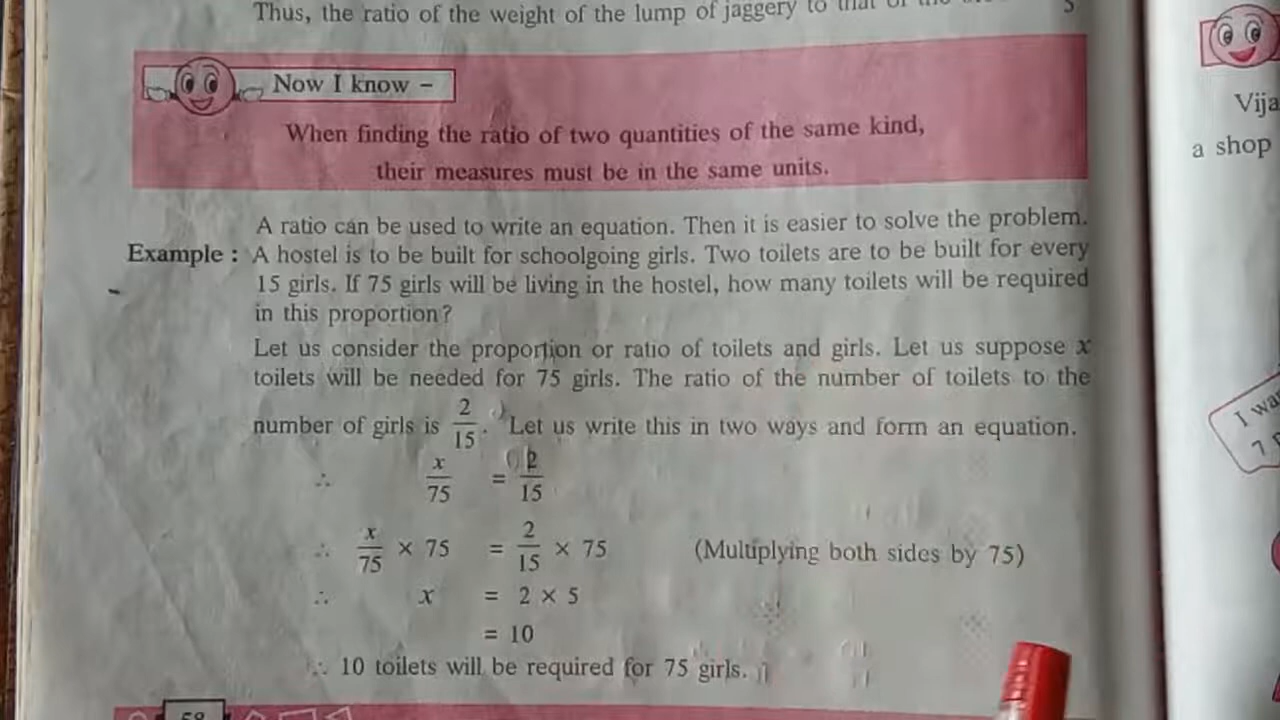 Thus, the ratio of the weight of the lump of jaggery to that of the
5
Now I know –
When finding the ratio of two quantities of the same kind,
their measures must be in the same units.
A ratio can be used to write an equation. Then it is easier to solve the problem.
Example : A hostel is to be built for schoolgoing girls. Two toilets are to be built for every
15 girls. If 75 girls will be living in the hostel, how many toilets will be required
in this proportion?
Let us consider the proportion or ratio of toilets and girls. Let us suppose x
toilets will be needed for 75 girls. The ratio of the number of toilets to the
number of girls is 2/15. Let us write this in two ways and form an equation.
∴ x/75 = 2/15
∴ x/75 × 75 = 2/15 × 75 (Multiplying both sides by 75)
∴ x = 2 × 5
= 10
∴ 10 toilets will be required for 75 girls.
58
a shop
7